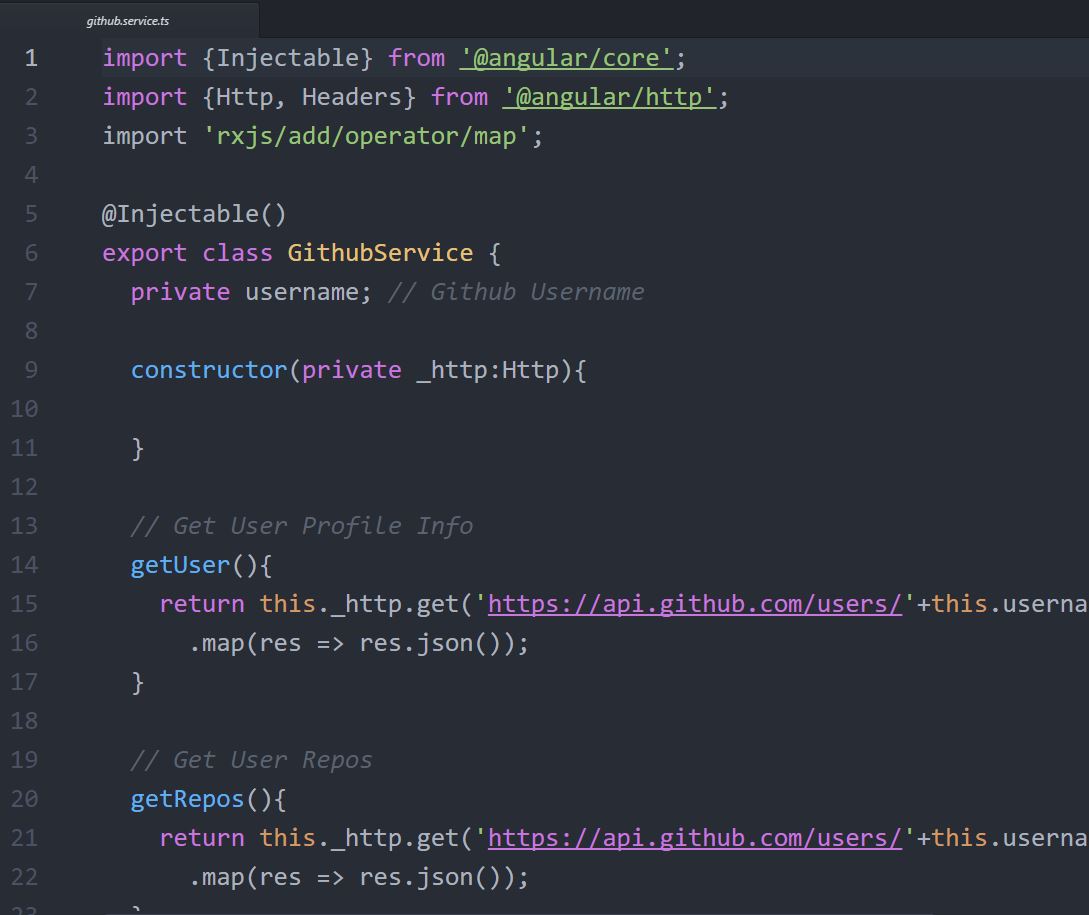 github.service.ts
1 import {Injectable} from '@angular/core';
2 import {Http, Headers} from '@angular/http';
3 import 'rxjs/add/operator/map';
4
5 @Injectable()
6 export class GithubService {
7 private username; // Github Username
8
9 constructor(private _http:Http){
10
11 }
12
13 // Get User Profile Info
14 getUser(){
15 return this._http.get('https://api.github.com/users/'+this.userna
16 .map(res => res.json());
17 }
18
19 // Get User Repos
20 getRepos(){
21 return this._http.get('https://api.github.com/users/'+this.userna
22 .map(res => res.json());